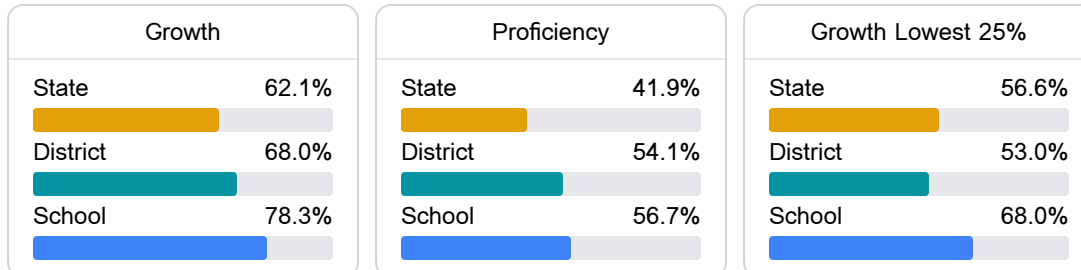 Growth
State 62.1%
District 68.0%
School 78.3%
Proficiency
State 41.9%
District 54.1%
School 56.7%
Growth Lowest 25%
State 56.6%
District 53.0%
School 68.0%